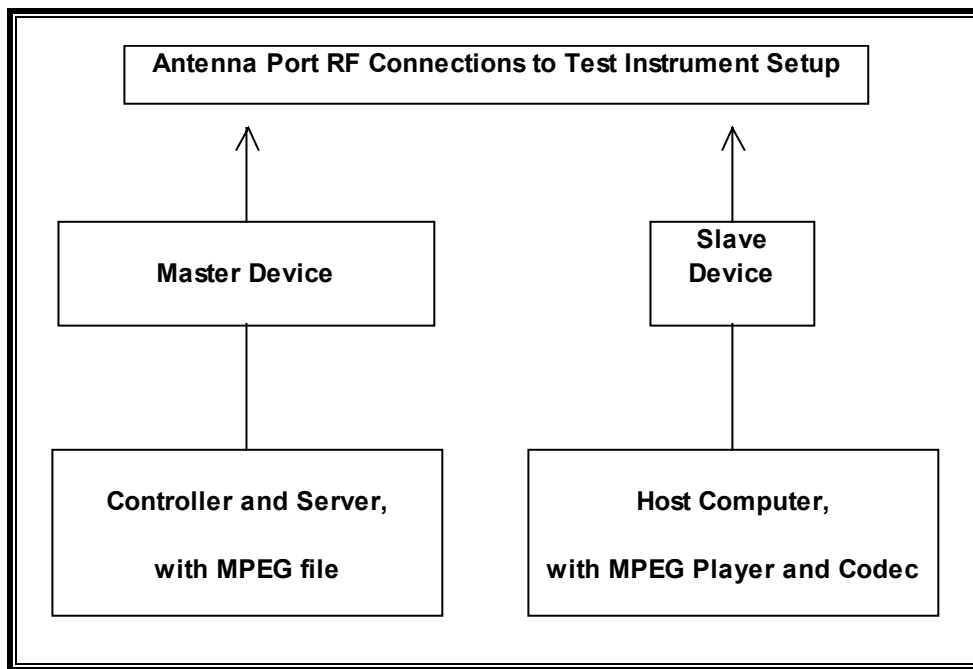 Antenna Port RF Connections to Test Instrument Setup
Master Device
Slave
Device
Controller and Server,
with MPEG file
Host Computer,
with MPEG Player and Codec